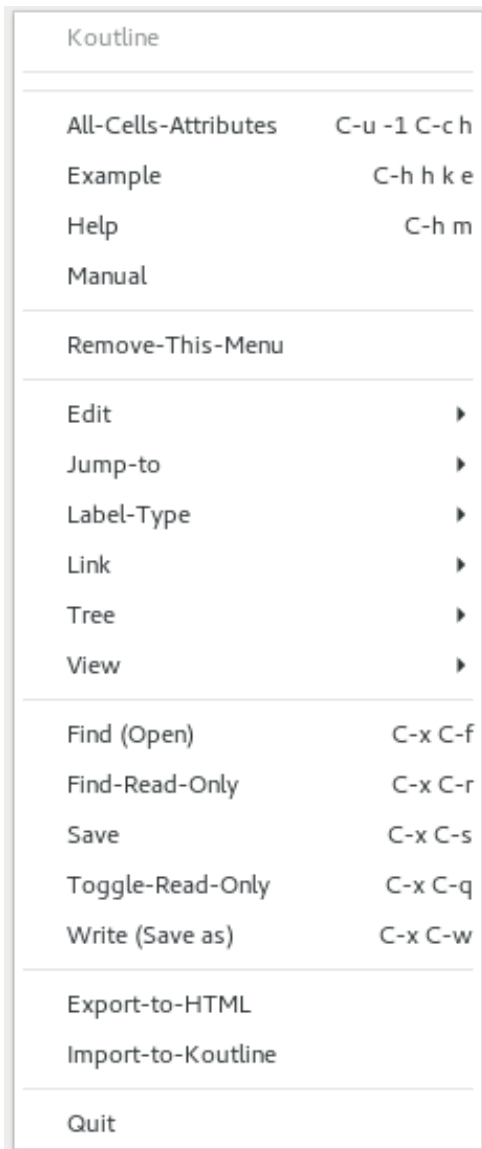 Koutline
All-Cells-Attributes C-u -1 C-c h
Example C-h h k e
Help C-h m
Manual
Remove-This-Menu
Edit
Jump-to
Label-Type
Link
Tree
View
Find (Open) C-x C-f
Find-Read-Only C-x C-r
Save C-x C-s
Toggle-Read-Only C-x C-q
Write (Save as) C-x C-w
Export-to-HTML
Import-to-Koutline
Quit